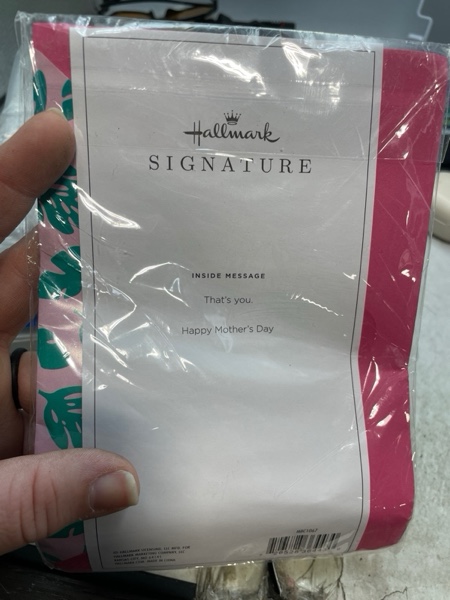 Hallmark
SIGNATURE
INSIDE MESSAGE
That's you.
Happy Mother's Day